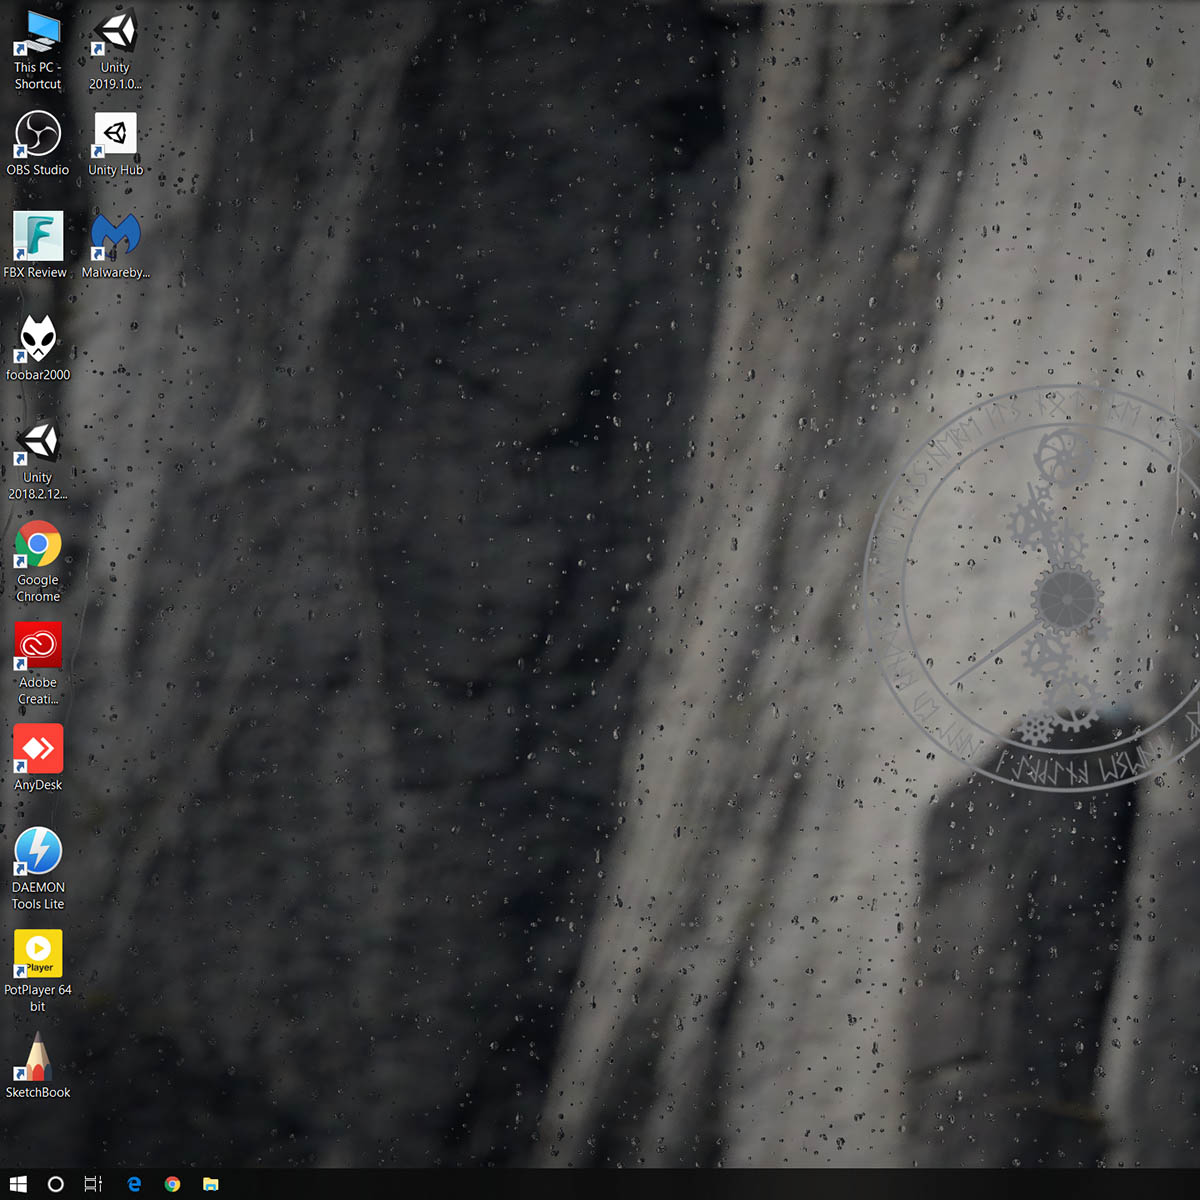 This PC -
Shortcut
Unity
2019.1.0...
OBS Studio
Unity Hub
FBX Review
Malwareby...
foobar2000
Unity
2018.2.12...
Google
Chrome
Adobe
Creati...
AnyDesk
DAEMON
Tools Lite
Player
PotPlayer 64
bit
SketchBook